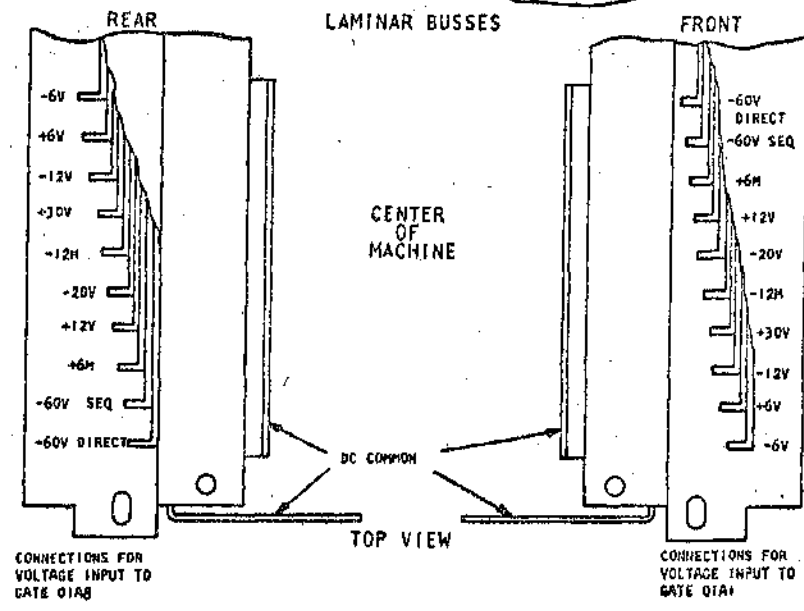 LAMINAR BUSSES
REAR
-6V
+6V
-12V
+30V
-12M
-20V
+12V
+6M
-60V SEQ
-60V DIRECT
CONNECTIONS FOR
VOLTAGE INPUT TO
GATE 01A8
CENTER
OF
MACHINE
DC COMMON
TOP VIEW
FRONT
-60V
DIRECT
-60V SEQ
+6M
+12V
-20V
-12M
+30V
-12V
+6V
-6V
CONNECTIONS FOR
VOLTAGE INPUT TO
GATE 01A1